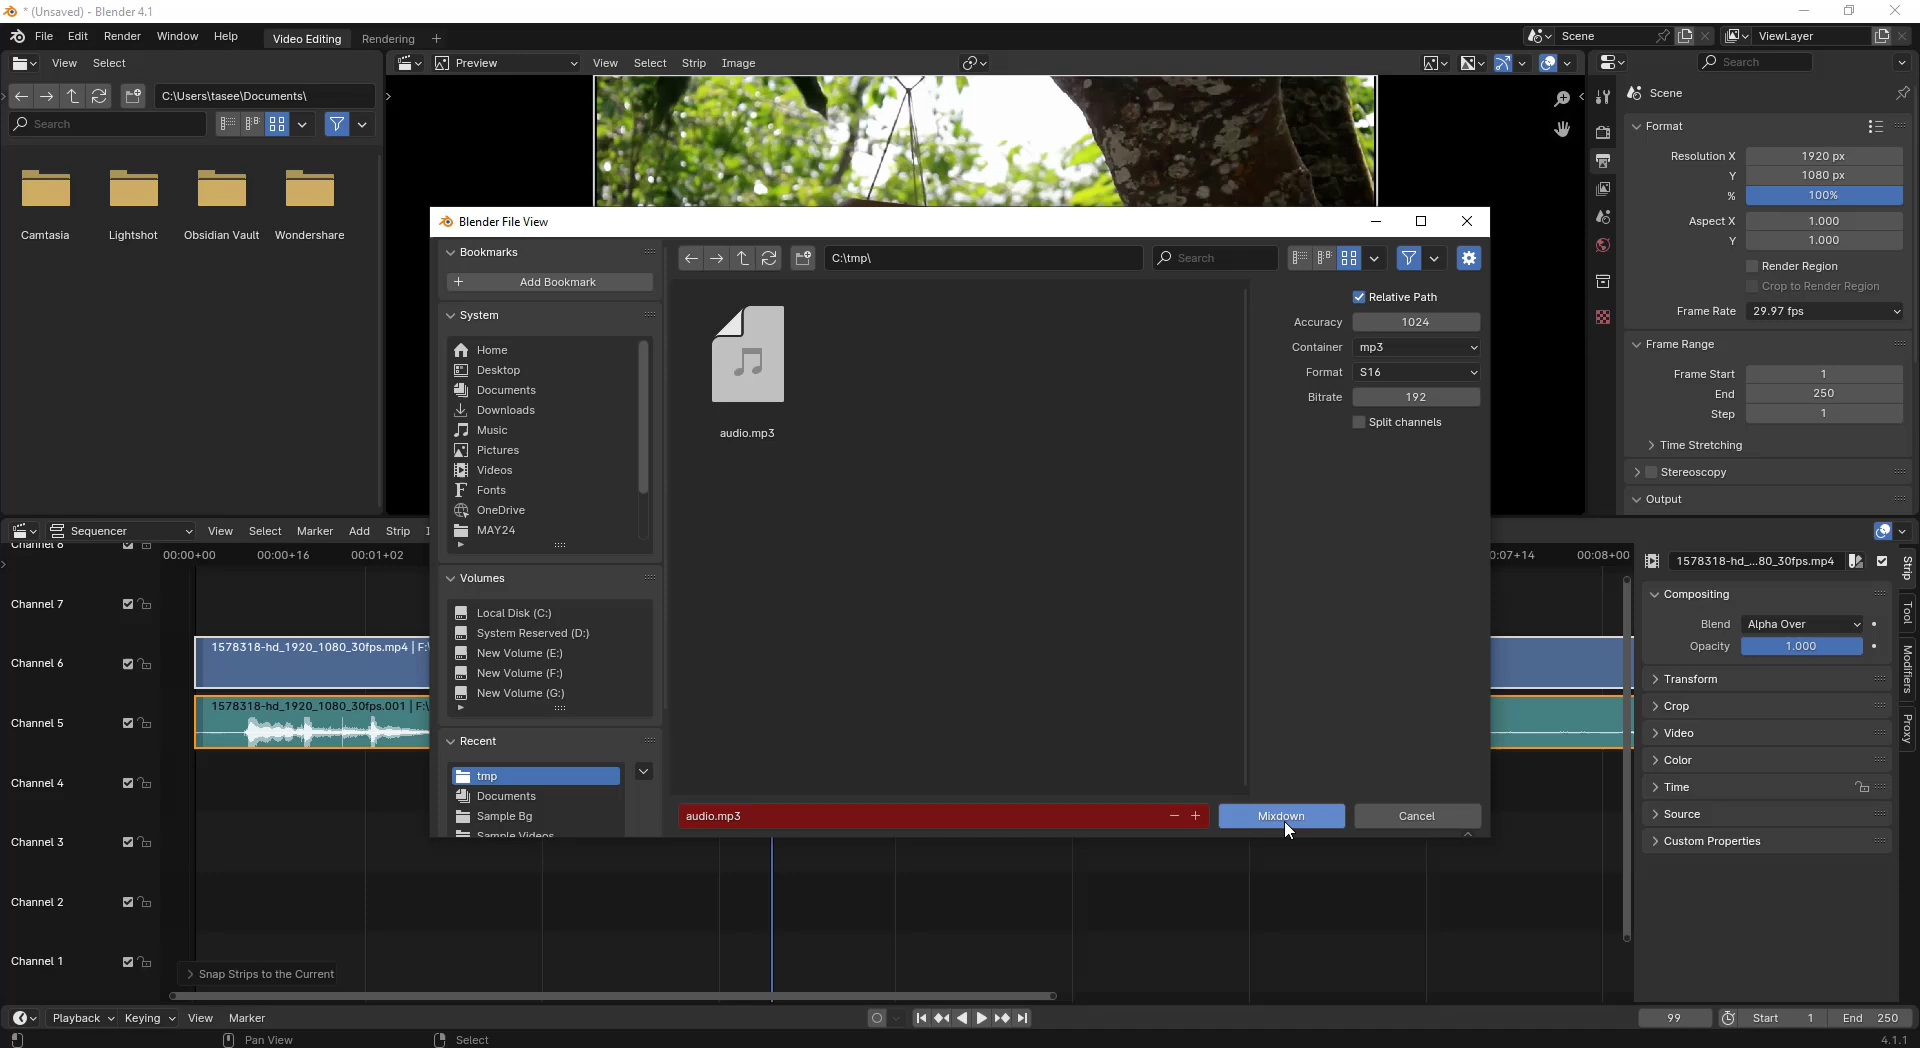 * (Unsaved) - Blender 4.1
File Edit Render Window Help Video Editing Rendering + Scene ViewLayer
View Select Preview View Select Strip Image Search
C:\Users\tasee\Documents\
Search
Camtasia Lightshot Obsidian Vault Wondershare
Scene
Format
Resolution X 1920 px
Y 1080 px
% 100%
Aspect X 1.000
Y 1.000
Render Region
Crop to Render Region
Frame Rate 29.97 fps
Frame Range
Frame Start 1
End 250
Step 1
Time Stretching
Stereoscopy
Output
Blender File View
Bookmarks
Add Bookmark
System
Home
Desktop
Documents
Downloads
Music
Pictures
Videos
Fonts
OneDrive
MAY24
Volumes
Local Disk (C:)
System Reserved (D:)
New Volume (E:)
New Volume (F:)
New Volume (G:)
Recent
tmp
Documents
Sample Bg
Sample Videos
C:\tmp\ Search
audio.mp3
Relative Path
Accuracy 1024
Container mp3
Format S16
Bitrate 192
Split channels
audio.mp3 Mixdown Cancel
Sequencer View Select Marker Add Strip
00:00+00 00:00+16 00:01+02 0:07+14 00:08+00
Channel 8
Channel 7
Channel 6
Channel 5
Channel 4
Channel 3
Channel 2
Channel 1
1578318-hd_1920_1080_30fps.mp4 | F:\
1578318-hd_1920_1080_30fps.001 | F:\
Snap Strips to the Current
1578318-hd_...80_30fps.mp4
Compositing
Blend Alpha Over
Opacity 1.000
Transform
Crop
Video
Color
Time
Source
Custom Properties
Strip
Tool
Modifiers
Proxy
Playback Keying View Marker 99 Start 1 End 250
Pan View Select 4.1.1